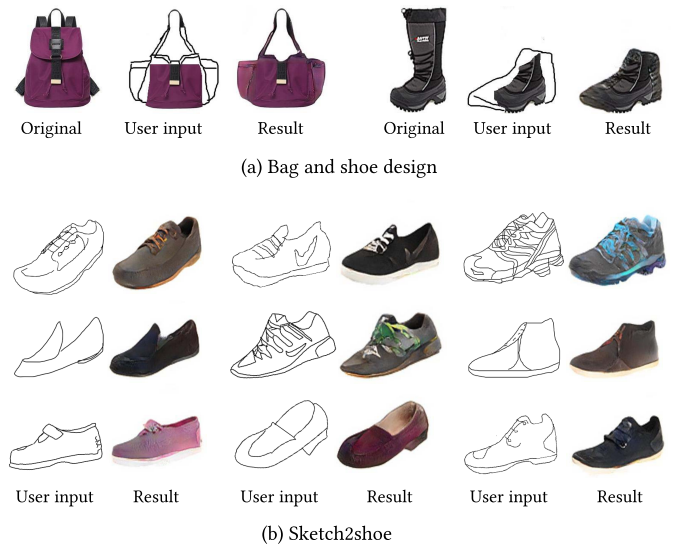 Original
User input
Result
Original
User input
Result
(a) Bag and shoe design
User input
Result
User input
Result
User input
Result
(b) Sketch2shoe